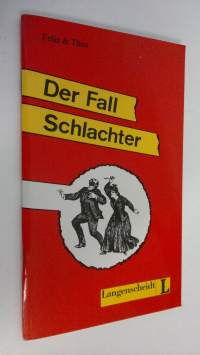 Felix & Theo
Der Fall
Schlachter
Langenscheidt L